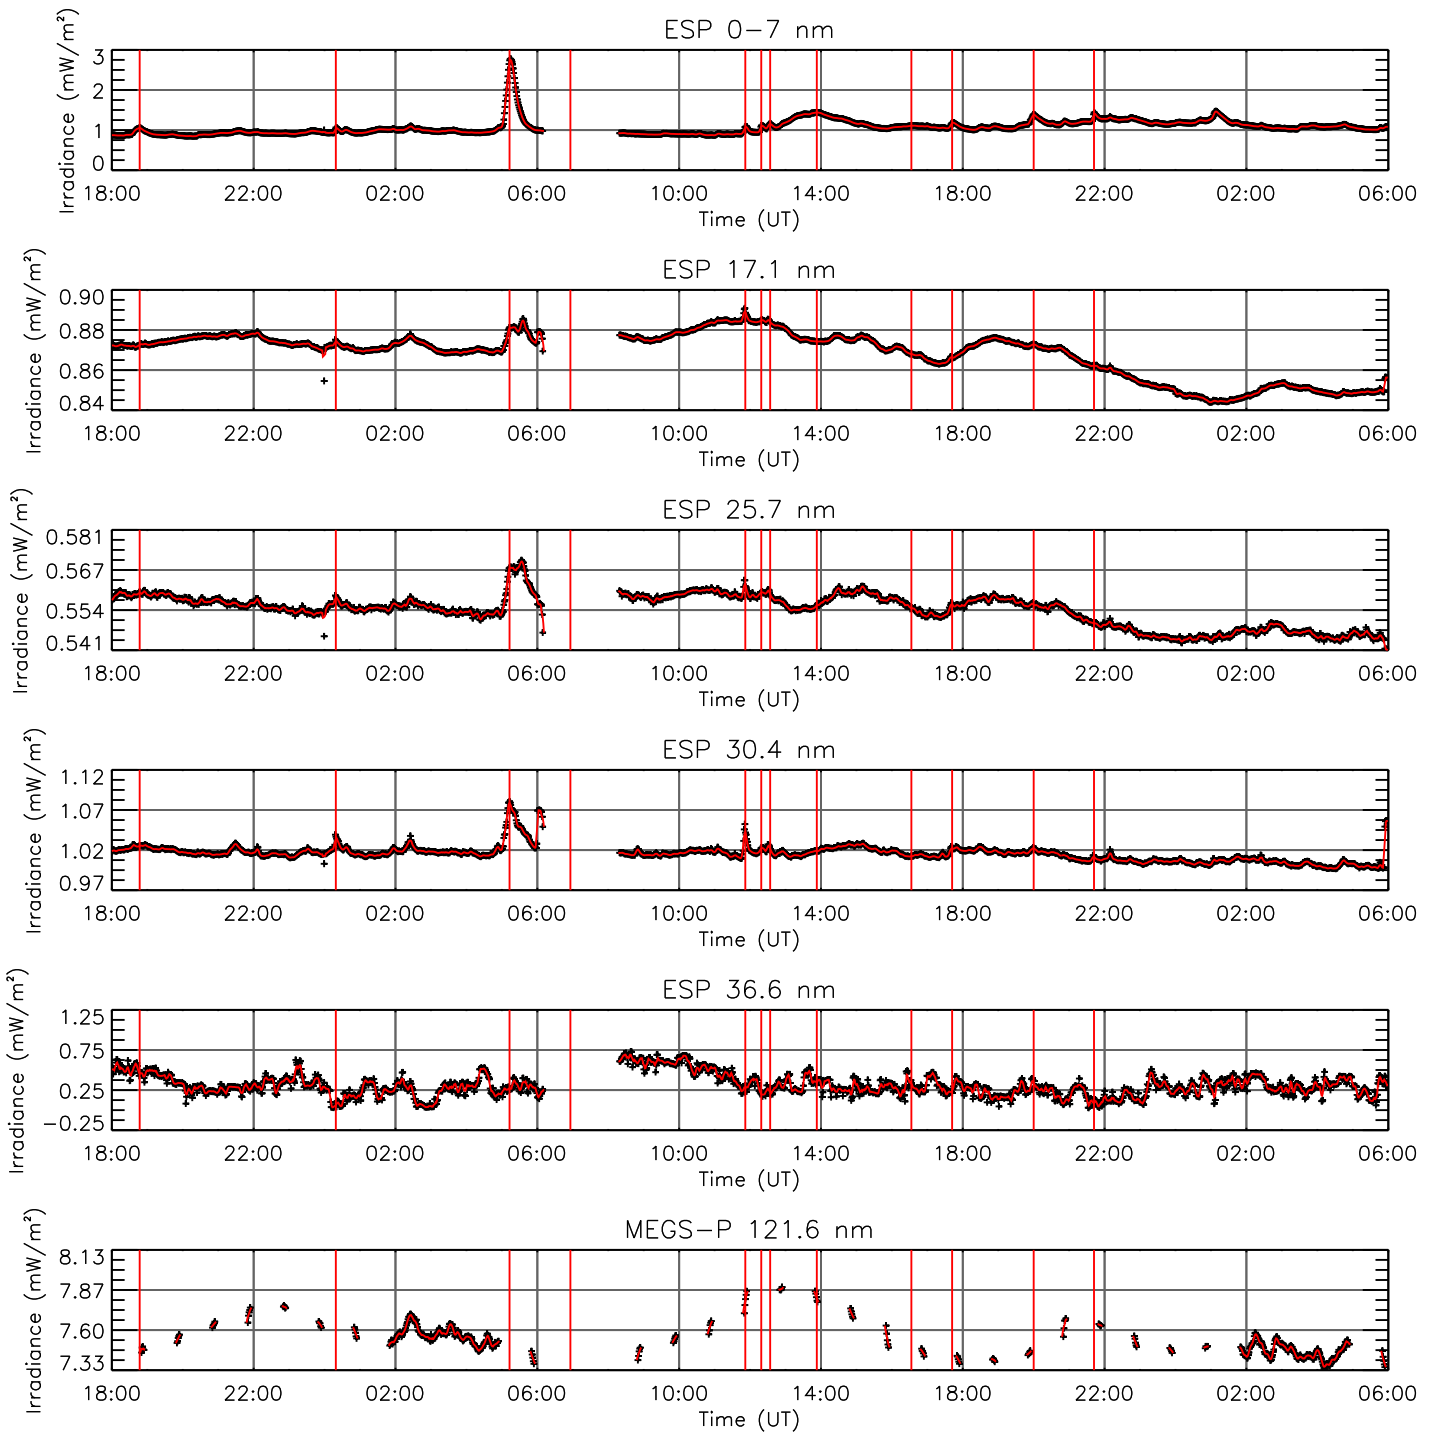 ESP 0−7 nm
Irradiance (mW/m²)
3
2
1
0
18:00 22:00 02:00 06:00 10:00 14:00 18:00 22:00 02:00 06:00
Time (UT)
ESP 17.1 nm
Irradiance (mW/m²)
0.90
0.88
0.86
0.84
18:00 22:00 02:00 06:00 10:00 14:00 18:00 22:00 02:00 06:00
Time (UT)
ESP 25.7 nm
Irradiance (mW/m²)
0.581
0.567
0.554
0.541
18:00 22:00 02:00 06:00 10:00 14:00 18:00 22:00 02:00 06:00
Time (UT)
ESP 30.4 nm
Irradiance (mW/m²)
1.12
1.07
1.02
0.97
18:00 22:00 02:00 06:00 10:00 14:00 18:00 22:00 02:00 06:00
Time (UT)
ESP 36.6 nm
Irradiance (mW/m²)
1.25
0.75
0.25
−0.25
18:00 22:00 02:00 06:00 10:00 14:00 18:00 22:00 02:00 06:00
Time (UT)
MEGS−P 121.6 nm
Irradiance (mW/m²)
8.13
7.87
7.60
7.33
18:00 22:00 02:00 06:00 10:00 14:00 18:00 22:00 02:00 06:00
Time (UT)